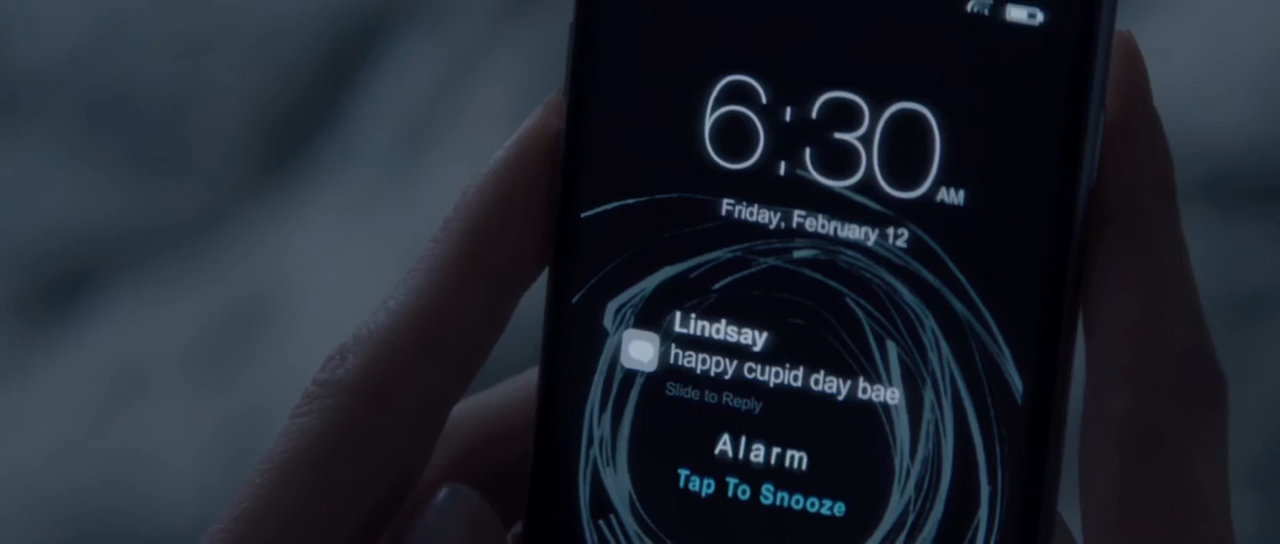 6:30 AM
Friday, February 12
Lindsay
happy cupid day bae
Slide to Reply
Alarm
Tap To Snooze